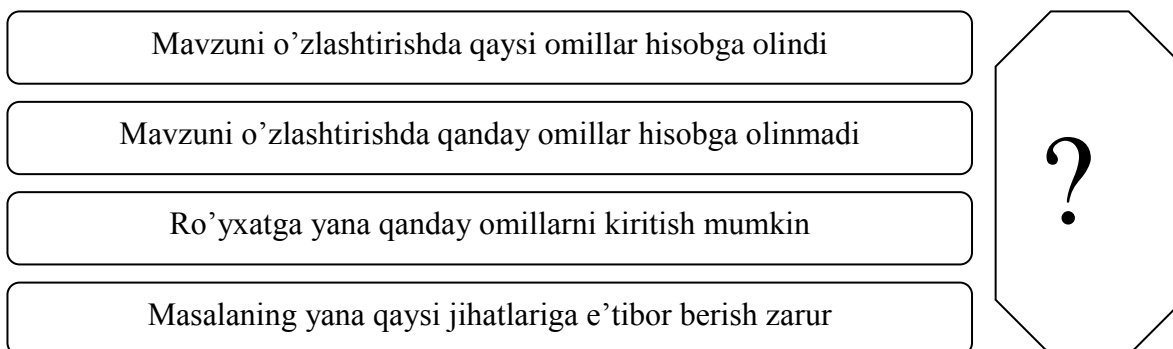 Mavzuni o’zlashtirishda qaysi omillar hisobga olindi
Mavzuni o’zlashtirishda qanday omillar hisobga olinmadi
Ro’yxatga yana qanday omillarni kiritish mumkin
Masalaning yana qaysi jihatlariga e’tibor berish zarur
?